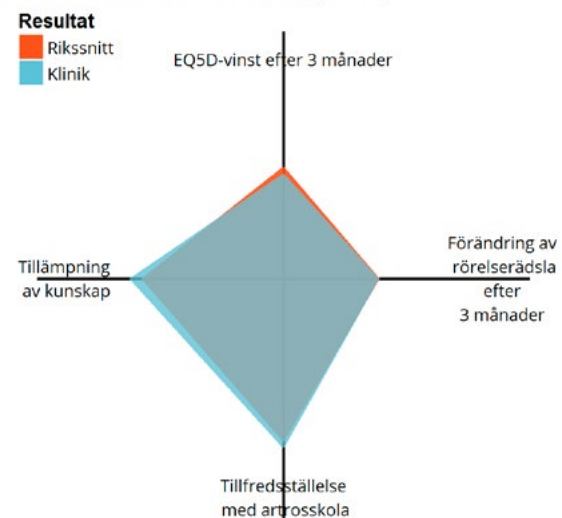 Resultat
Rikssnitt
Klinik
EQ5D-vinst efter 3 månader
Förändring av
rörelserädsla
efter
3 månader
Tillämpning
av kunskap
Tillfredsställelse
med artrosskola